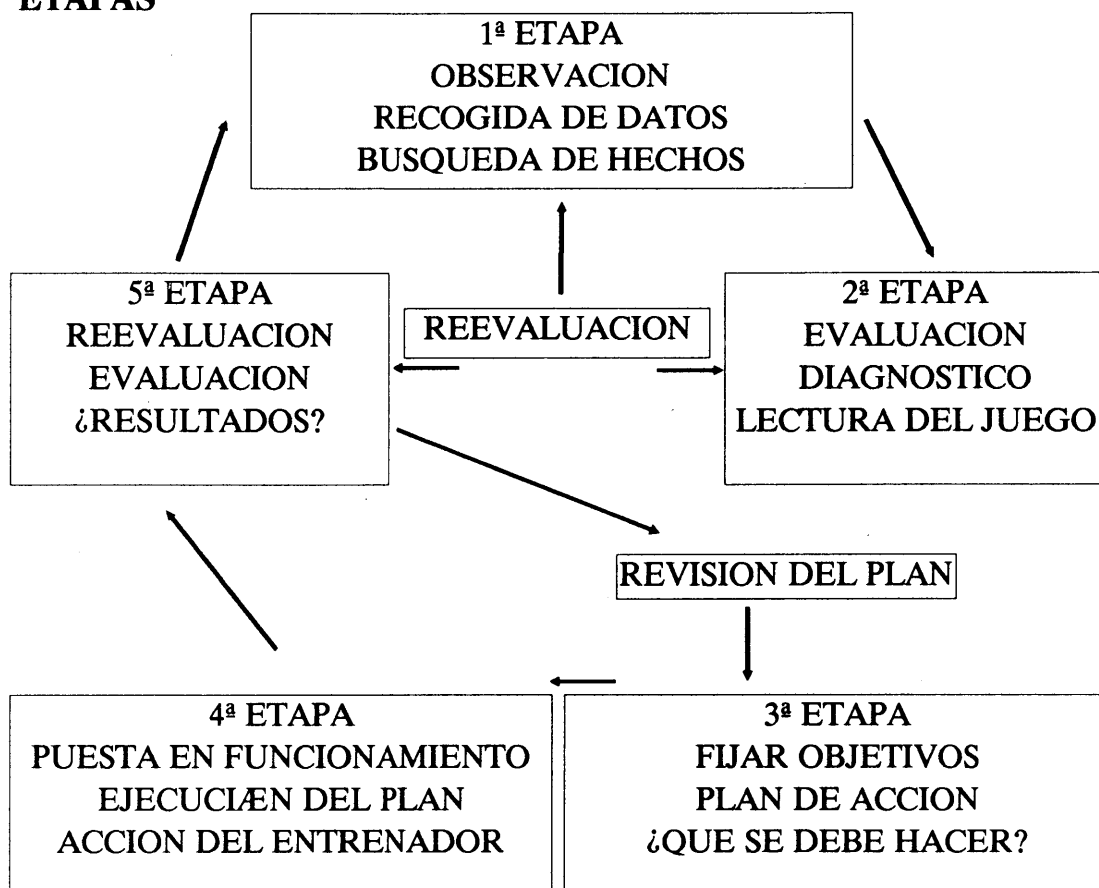 ETAPAS
1ª ETAPA
OBSERVACION
RECOGIDA DE DATOS
BUSQUEDA DE HECHOS
5ª ETAPA
REEVALUACION
EVALUACION
¿RESULTADOS?
REEVALUACION
2ª ETAPA
EVALUACION
DIAGNOSTICO
LECTURA DEL JUEGO
REVISION DEL PLAN
4ª ETAPA
PUESTA EN FUNCIONAMIENTO
EJECUCIÆN DEL PLAN
ACCION DEL ENTRENADOR
3ª ETAPA
FIJAR OBJETIVOS
PLAN DE ACCION
¿QUE SE DEBE HACER?